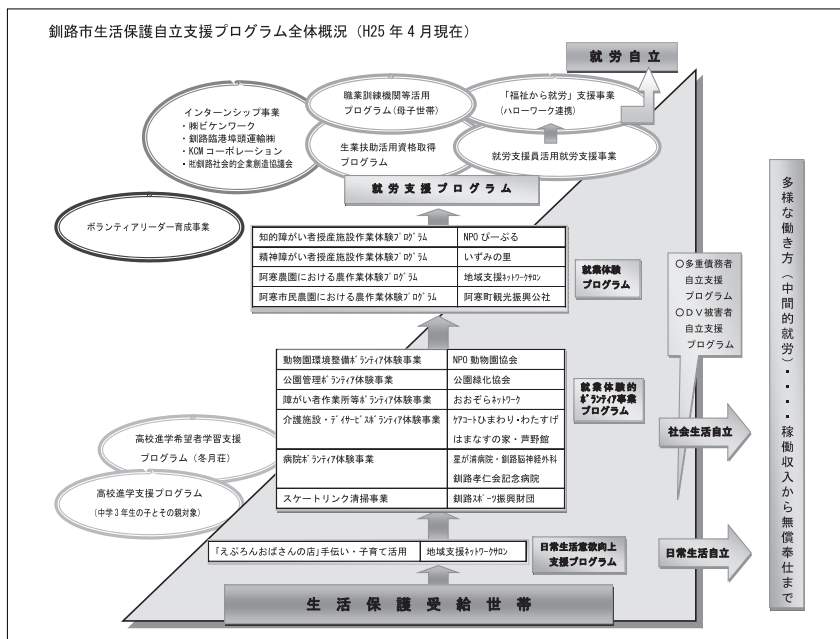 釧路市生活保護自立支援プログラム全体概況（H25 年 4 月現在）
就労自立
インターンシップ事業
・㈱ビケンワーク
・釧路臨港埠頭運輸㈱
・KCM コーポレーション
・㈳釧路社会的企業創造協議会
職業訓練機関等活用
プログラム(母子世帯)
「福祉から就労」支援事業
(ハローワーク連携)
生業扶助活用資格取得
プログラム
就労支援員活用就労支援事業
就労支援プログラム
ボランティアリーダー育成事業
知的障がい者授産施設作業体験ﾌﾟﾛｸﾞﾗﾑ NPO ぴーぷる
精神障がい者授産施設作業体験ﾌﾟﾛｸﾞﾗﾑ いずみの里
阿寒農園における農作業体験ﾌﾟﾛｸﾞﾗﾑ 地域支援ﾈｯﾄﾜｰｸサロン
阿寒市民農園における農作業体験ﾌﾟﾛｸﾞﾗﾑ 阿寒町観光振興公社
就業体験
プログラム
〇多重債務者
自立支援
プログラム
〇ＤＶ被害者
自立支援
プログラム
動物園環境整備ﾎﾞﾗﾝﾃｨｱ体験事業 NPO 動物園協会
公園管理ﾎﾞﾗﾝﾃｨｱ体験事業 公園緑化協会
障がい者作業所等ﾎﾞﾗﾝﾃｨｱ体験事業 おおぞらﾈｯﾄﾜｰｸ
介護施設・ﾃﾞｲｻｰﾋﾞｽﾎﾞﾗﾝﾃｨｱ体験事業 ｹｱｺｰﾄひまわり・わたすげ
はまなすの家・芦野館
病院ﾎﾞﾗﾝﾃｨｱ体験事業 星が浦病院・釧路脳神経外科
釧路孝仁会記念病院
スケートリンク清掃事業 釧路ｽﾎﾟｰﾂ振興財団
就業体験的
ﾎﾞﾗﾝﾃｨｱ事業
プログラム
高校進学希望者学習支援
プログラム（冬月荘）
高校進学支援プログラム
(中学 3 年生の子とその親対象)
社会生活自立
「えぷろんおばさんの店」手伝い・子育て活用 地域支援ﾈｯﾄﾜｰｸｻﾛﾝ
日常生活意欲向上
支援プログラム
日常生活自立
生活保護受給世帯
多様な働き方（中間的就労）・・・・稼働収入から無償奉仕まで